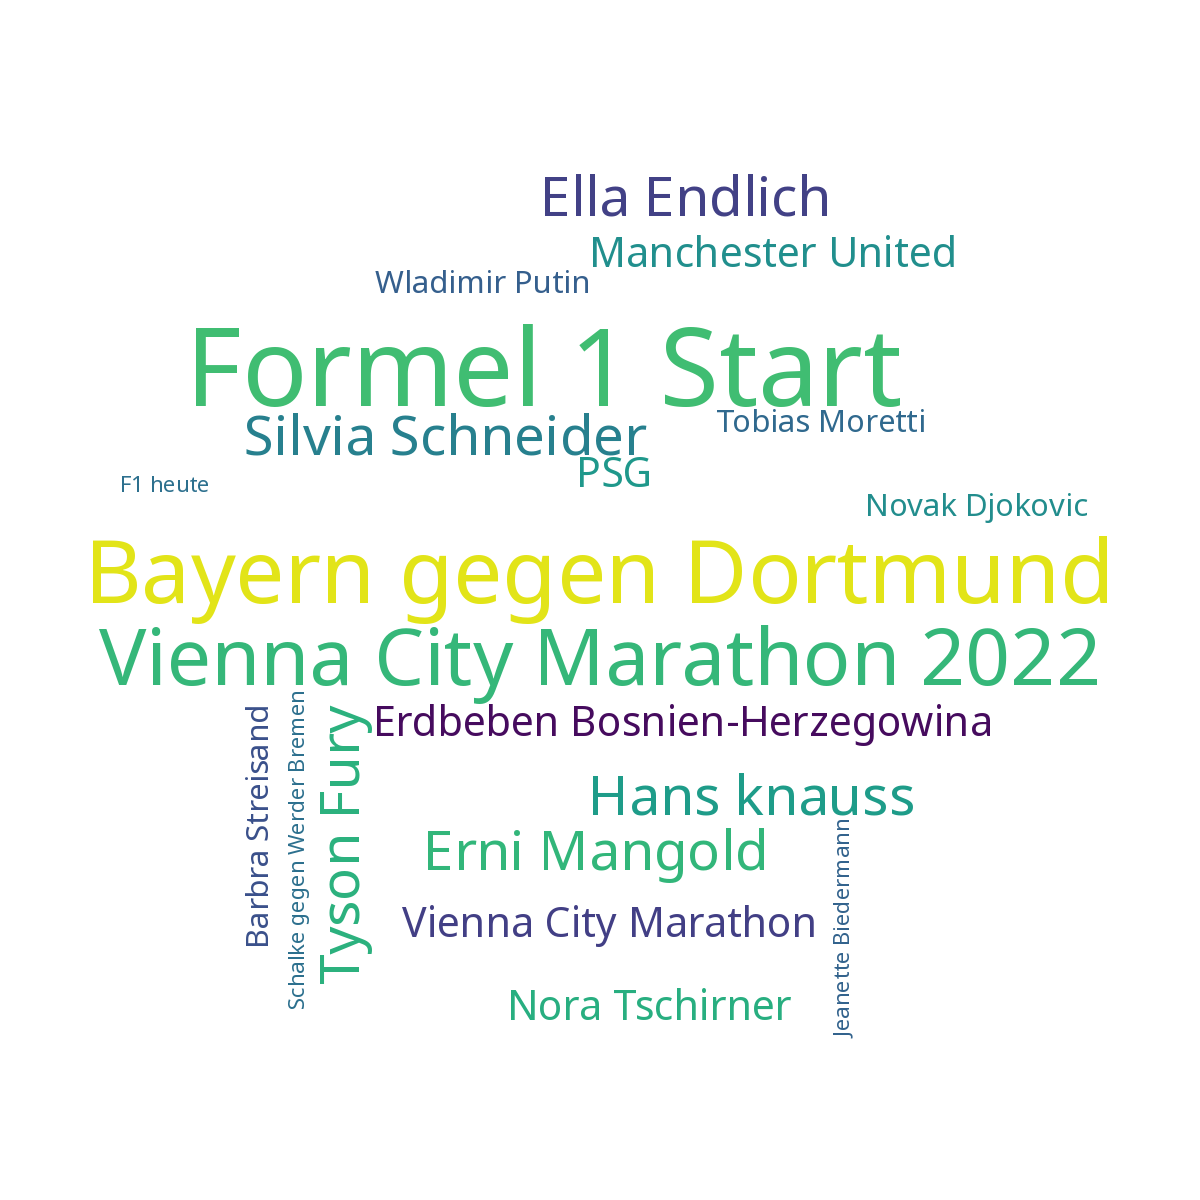 Ella Endlich
Manchester United
Wladimir Putin
Formel 1 Start
Tobias Moretti
Silvia Schneider
PSG
F1 heute
Novak Djokovic
Bayern gegen Dortmund
Vienna City Marathon 2022
Erdbeben Bosnien-Herzegowina
Barbra Streisand
Schalke gegen Werder Bremen
Tyson Fury
Hans knauss
Erni Mangold
Jeanette Biedermann
Vienna City Marathon
Nora Tschirner